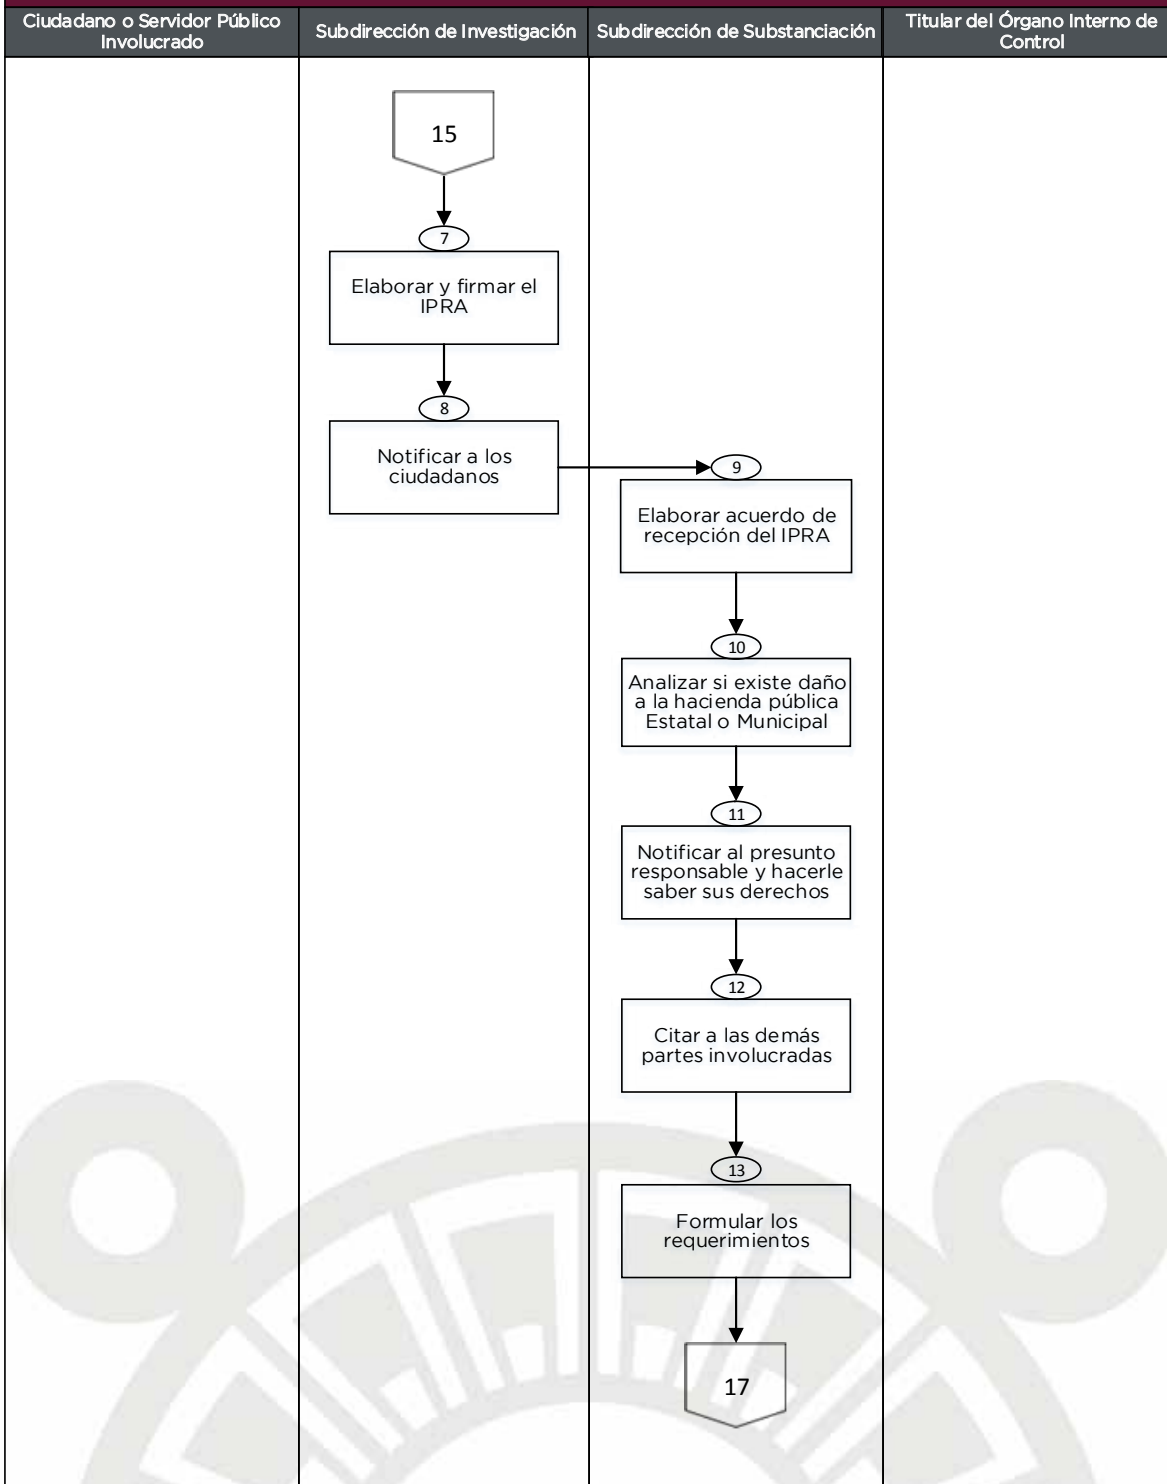 Ciudadano o Servidor Público
Involucrado
Subdirección de Investigación
Subdirección de Substanciación
Titular del Órgano Interno de
Control
15
7
Elaborar y firmar el
IPRA
8
Notificar a los
ciudadanos
9
Elaborar acuerdo de
recepción del IPRA
10
Analizar si existe daño
a la hacienda pública
Estatal o Municipal
11
Notificar al presunto
responsable y hacerle
saber sus derechos
12
Citar a las demás
partes involucradas
13
Formular los
requerimientos
17